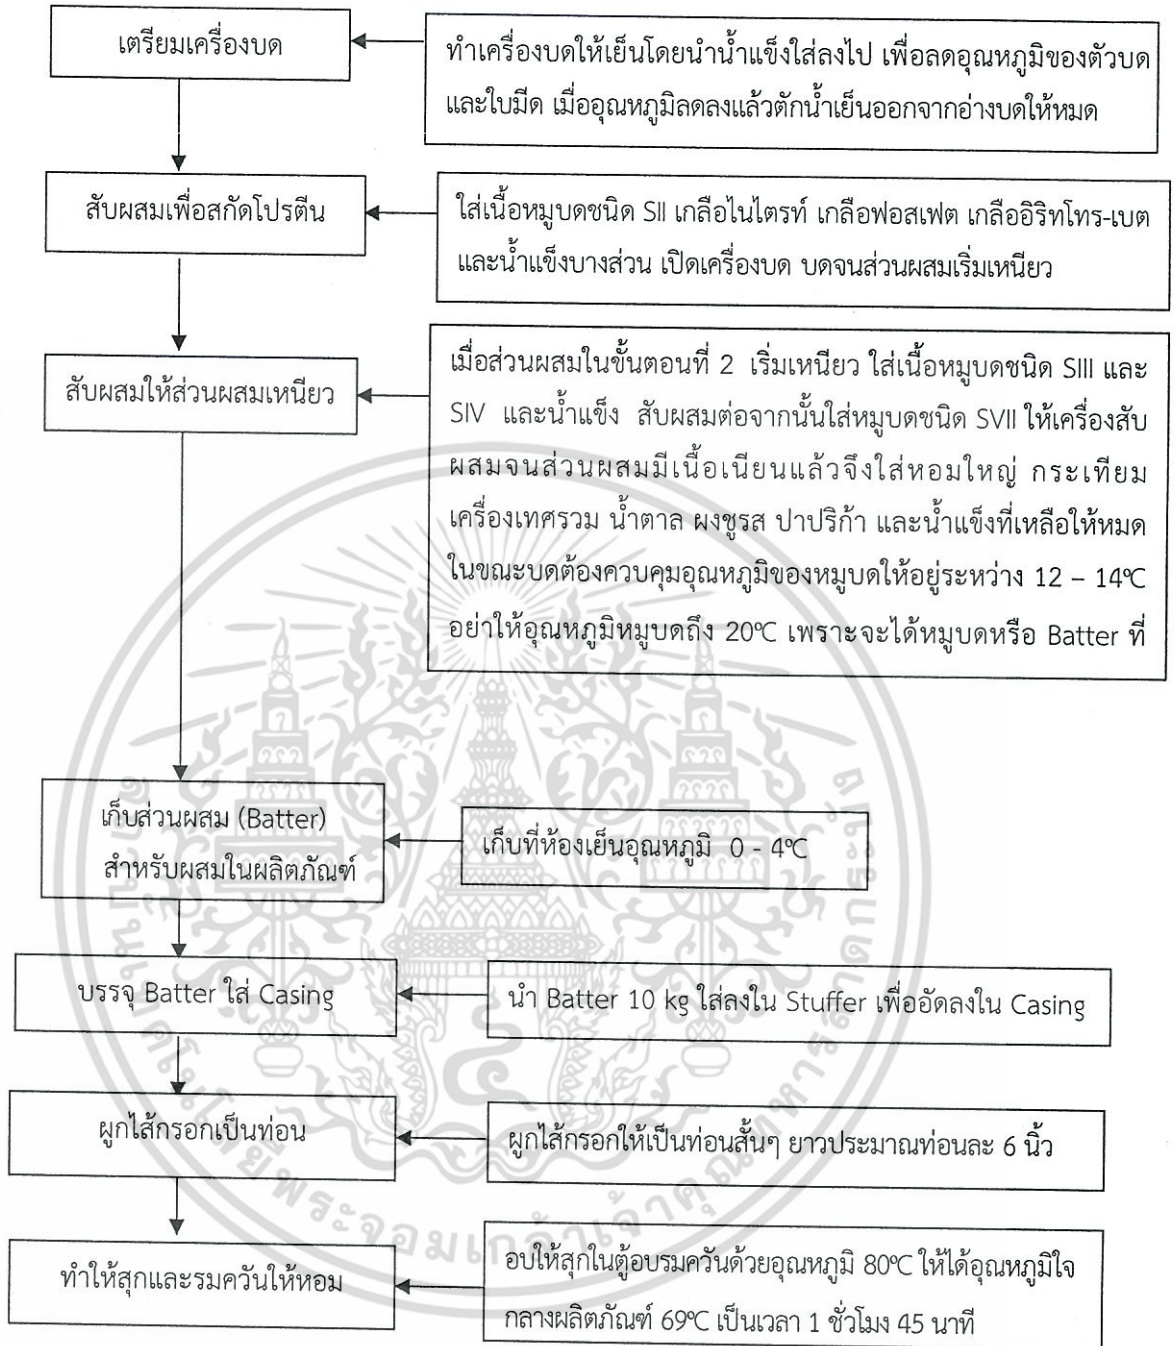 เตรียมเครื่องบด
ทำเครื่องบดให้เย็นโดยนำน้ำแข็งใส่ลงไป เพื่อลดอุณหภูมิของตัวบด
และใบมีด เมื่ออุณหภูมิลดลงแล้วตักน้ำเย็นออกจากอ่างบดให้หมด
สับผสมเพื่อสกัดโปรตีน
ใส่เนื้อหมูบดชนิด SII เกลือไนไตรท์ เกลือฟอสเฟต เกลืออิริทโทร-เบต
และน้ำแข็งบางส่วน เปิดเครื่องบด บดจนส่วนผสมเริ่มเหนียว
สับผสมให้ส่วนผสมเหนียว
เมื่อส่วนผสมในขั้นตอนที่ 2 เริ่มเหนียว ใส่เนื้อหมูบดชนิด SIII และ
SIV และน้ำแข็ง สับผสมต่อจากนั้นใส่หมูบดชนิด SVII ให้เครื่องสับ
ผสมจนส่วนผสมมีเนื้อเนียนแล้วจึงใส่หอมใหญ่ กระเทียม
เครื่องเทศรวม น้ำตาล ผงชูรส ปาปริก้า และน้ำแข็งที่เหลือให้หมด
ในขณะบดต้องควบคุมอุณหภูมิของหมูบดให้อยู่ระหว่าง 12 – 14ºC
อย่าให้อุณหภูมิหมูบดถึง 20ºC เพราะจะได้หมูบดหรือ Batter ที่
เก็บส่วนผสม (Batter)
สำหรับผสมในผลิตภัณฑ์
เก็บที่ห้องเย็นอุณหภูมิ 0 - 4ºC
บรรจุ Batter ใส่ Casing
นำ Batter 10 kg ใส่ลงใน Stuffer เพื่ออัดลงใน Casing
ผูกไส้กรอกเป็นท่อน
ผูกไส้กรอกให้เป็นท่อนสั้นๆ ยาวประมาณท่อนละ 6 นิ้ว
ทำให้สุกและรมควันให้หอม
อบให้สุกในตู้อบรมควันด้วยอุณหภูมิ 80ºC ให้ได้อุณหภูมิใจ
กลางผลิตภัณฑ์ 69ºC เป็นเวลา 1 ชั่วโมง 45 นาที